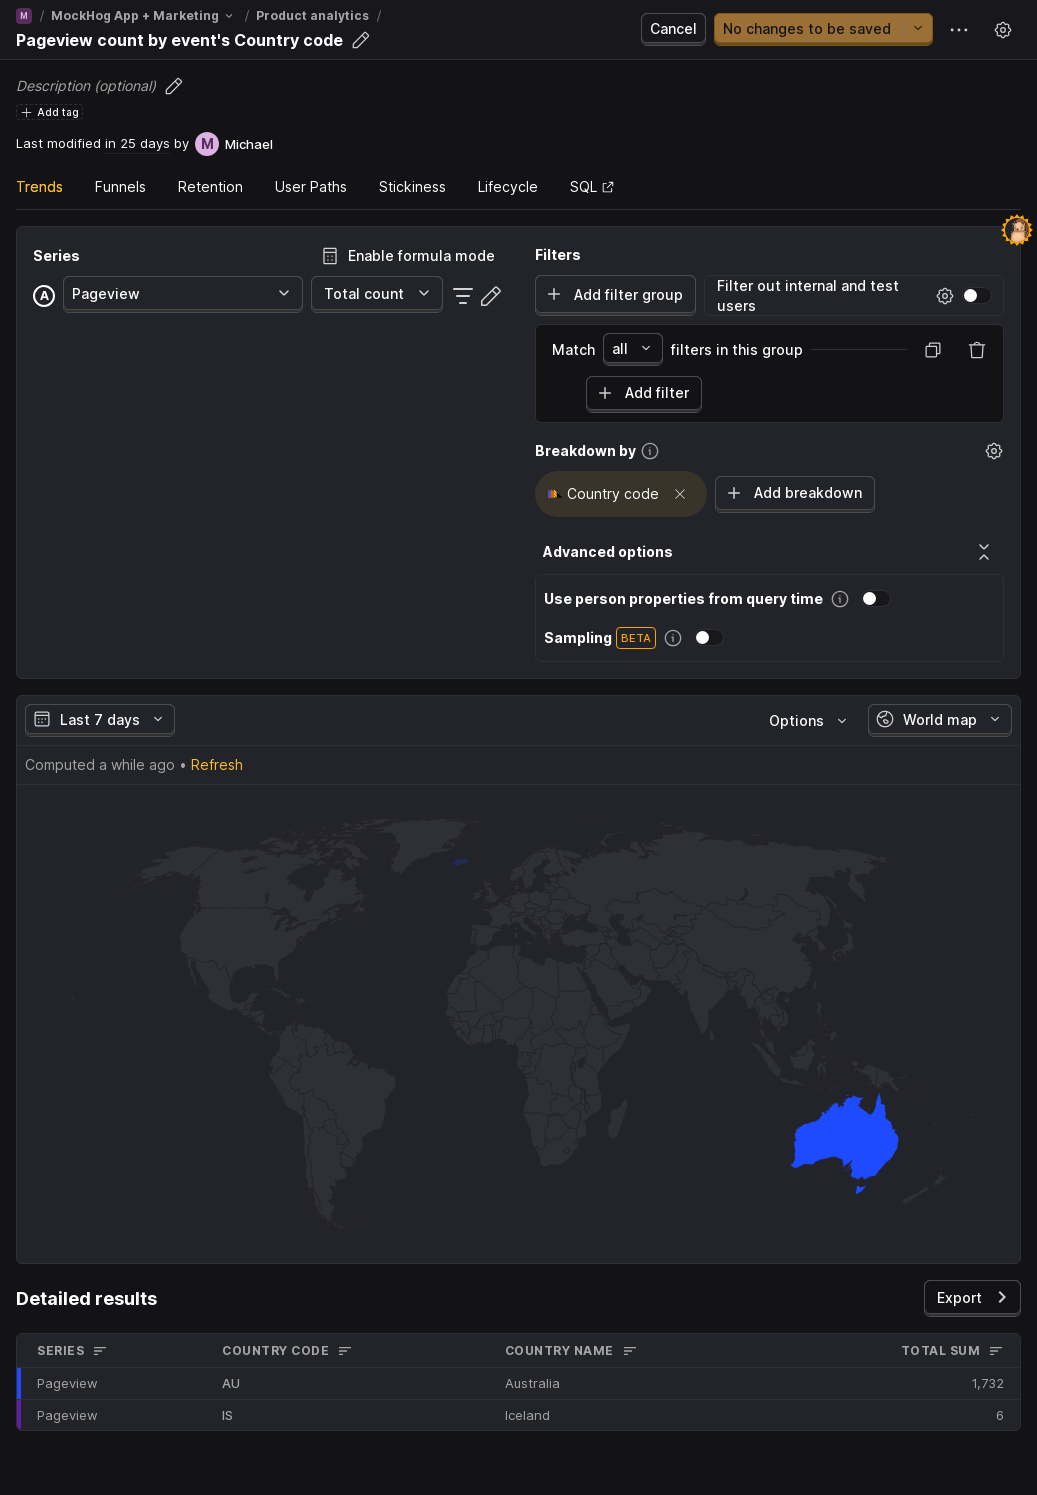 M / MockHog App + Marketing / Product analytics /
Pageview count by event's Country code
Cancel
No changes to be saved
Description (optional)
Add tag
Last modified in 25 days by M Michael
Trends Funnels Retention User Paths Stickiness Lifecycle SQL
Series
Enable formula mode
A Pageview Total count
Filters
Add filter group
Filter out internal and test
users
Match all filters in this group
Add filter
Breakdown by
Country code
Add breakdown
Advanced options
Use person properties from query time
Sampling BETA
Last 7 days
Options
World map
Computed a while ago • Refresh
Detailed results
Export
SERIES COUNTRY CODE COUNTRY NAME TOTAL SUM
Pageview AU Australia 1,732
Pageview IS Iceland 6